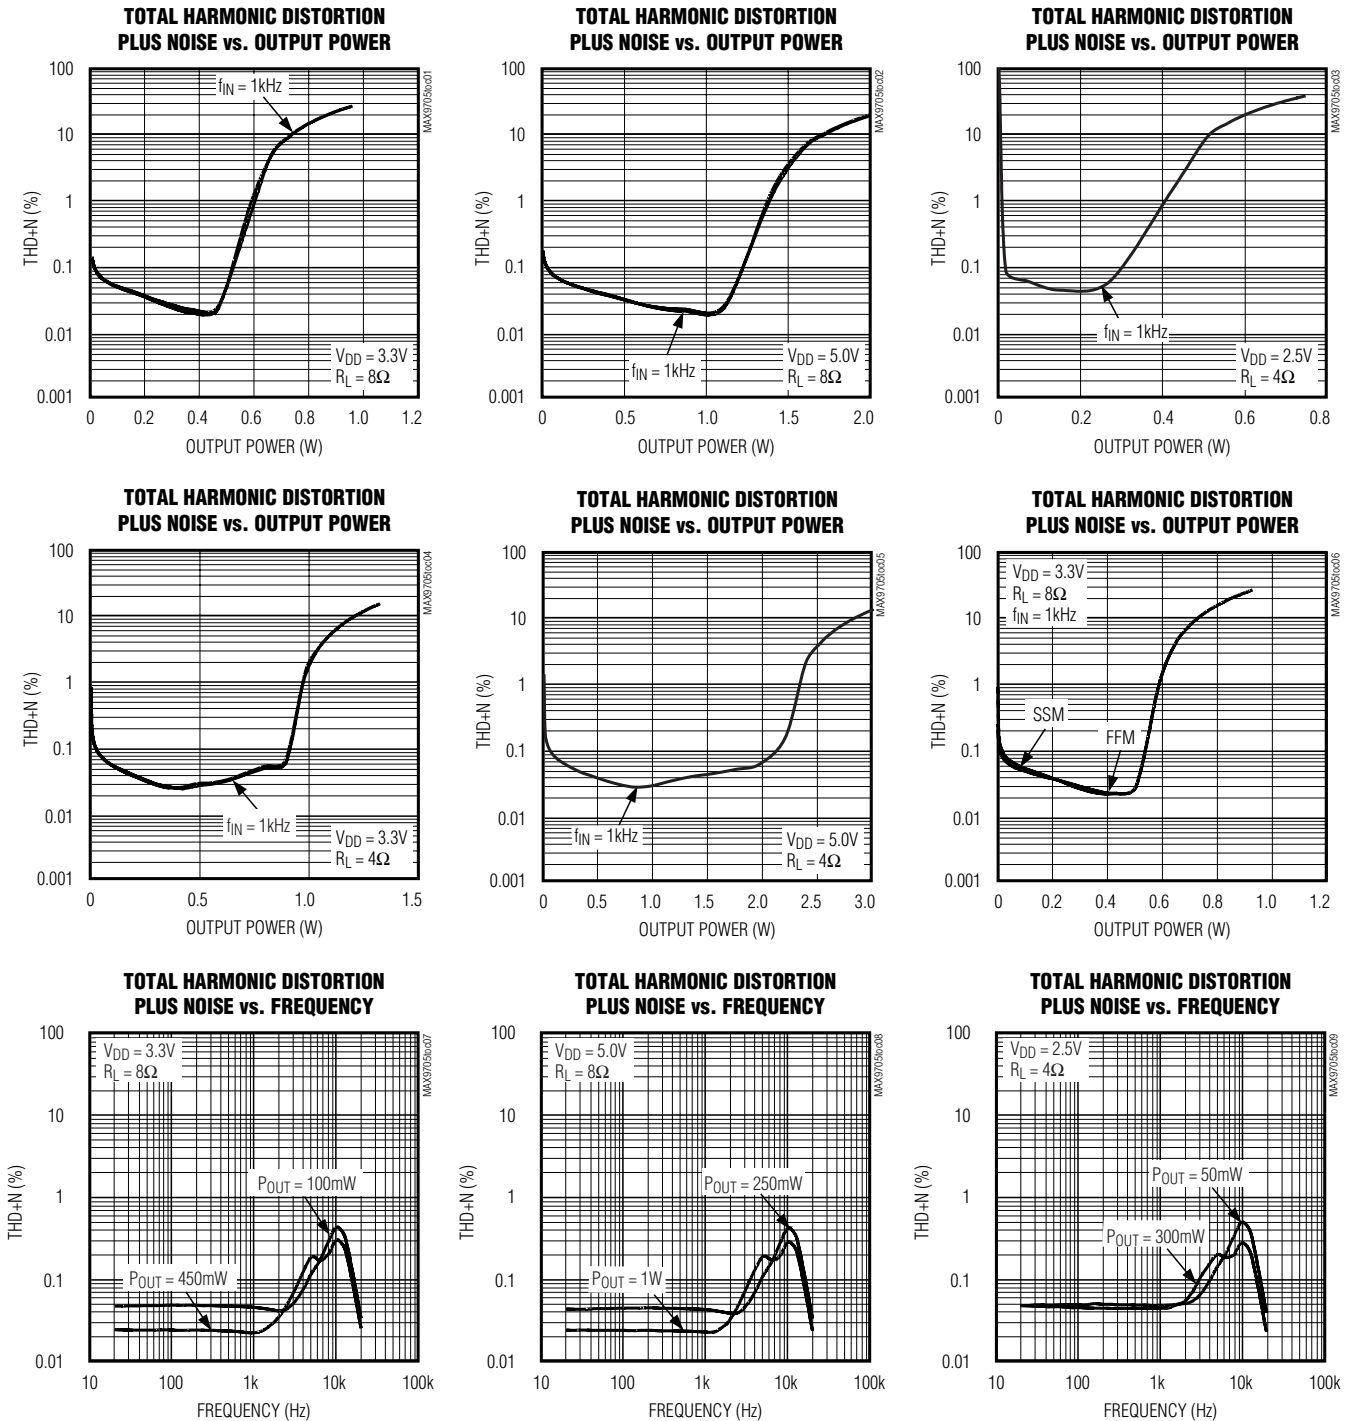 TOTAL HARMONIC DISTORTION
PLUS NOISE vs. OUTPUT POWER
100
10
1
0.1
0.01
0.001
THD+N (%)
fIN = 1kHz
VDD = 3.3V
RL = 8Ω
MAX9705toc01
0 0.2 0.4 0.6 0.8 1.0 1.2
OUTPUT POWER (W)
TOTAL HARMONIC DISTORTION
PLUS NOISE vs. OUTPUT POWER
100
10
1
0.1
0.01
0.001
THD+N (%)
fIN = 1kHz
VDD = 5.0V
RL = 8Ω
MAX9705toc02
0 0.5 1.0 1.5 2.0
OUTPUT POWER (W)
TOTAL HARMONIC DISTORTION
PLUS NOISE vs. OUTPUT POWER
100
10
1
0.1
0.01
0.001
THD+N (%)
fIN = 1kHz
VDD = 2.5V
RL = 4Ω
MAX9705toc03
0 0.2 0.4 0.6 0.8
OUTPUT POWER (W)
TOTAL HARMONIC DISTORTION
PLUS NOISE vs. OUTPUT POWER
100
10
1
0.1
0.01
0.001
THD+N (%)
fIN = 1kHz
VDD = 3.3V
RL = 4Ω
MAX9705toc04
0 0.5 1.0 1.5
OUTPUT POWER (W)
TOTAL HARMONIC DISTORTION
PLUS NOISE vs. OUTPUT POWER
100
10
1
0.1
0.01
0.001
THD+N (%)
fIN = 1kHz
VDD = 5.0V
RL = 4Ω
MAX9705toc05
0 0.5 1.0 1.5 2.0 2.5 3.0
OUTPUT POWER (W)
TOTAL HARMONIC DISTORTION
PLUS NOISE vs. OUTPUT POWER
100
10
1
0.1
0.01
0.001
THD+N (%)
VDD = 3.3V
RL = 8Ω
fIN = 1kHz
SSM
FFM
MAX9705toc06
0 0.2 0.4 0.6 0.8 1.0 1.2
OUTPUT POWER (W)
TOTAL HARMONIC DISTORTION
PLUS NOISE vs. FREQUENCY
100
10
1
0.1
0.01
THD+N (%)
VDD = 3.3V
RL = 8Ω
POUT = 100mW
POUT = 450mW
MAX9705toc07
10 100 1k 10k 100k
FREQUENCY (Hz)
TOTAL HARMONIC DISTORTION
PLUS NOISE vs. FREQUENCY
100
10
1
0.1
0.01
THD+N (%)
VDD = 5.0V
RL = 8Ω
POUT = 250mW
POUT = 1W
MAX9705toc08
10 100 1k 10k 100k
FREQUENCY (Hz)
TOTAL HARMONIC DISTORTION
PLUS NOISE vs. FREQUENCY
100
10
1
0.1
0.01
THD+N (%)
VDD = 2.5V
RL = 4Ω
POUT = 50mW
POUT = 300mW
MAX9705toc09
10 100 1k 10k 100k
FREQUENCY (Hz)